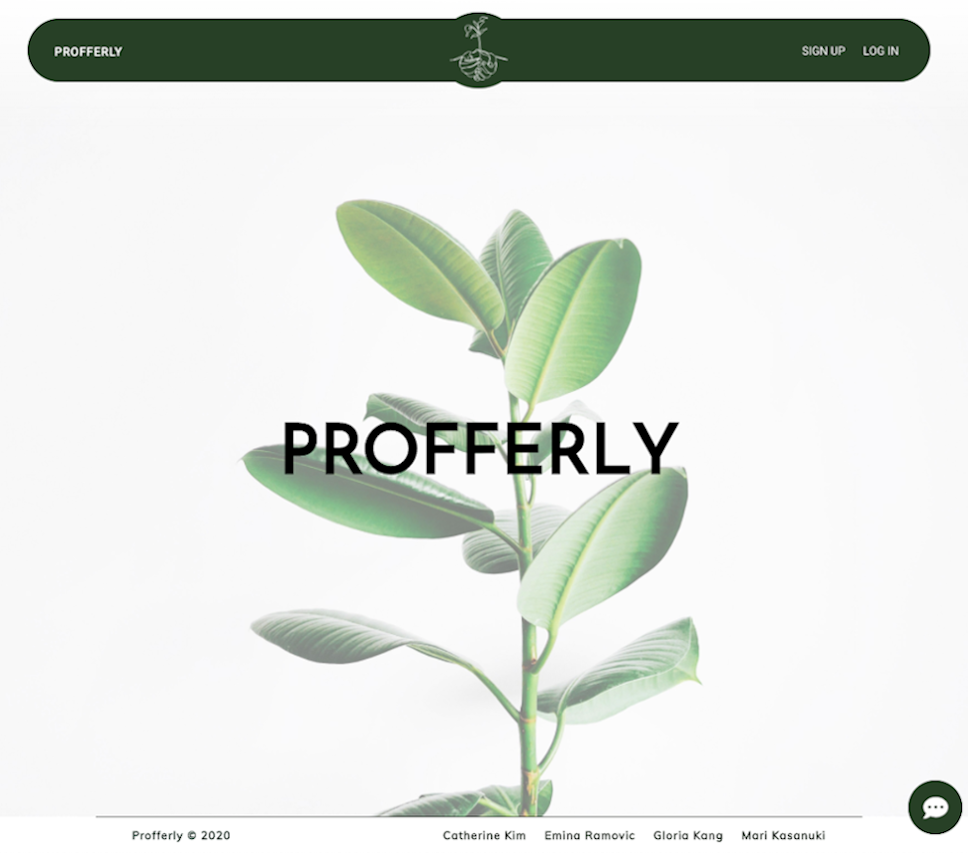 PROFFERLY SIGN UP LOG IN
PROFFERLY
Profferly © 2020 Catherine Kim Emina Ramovic Gloria Kang Mari Kasanuki